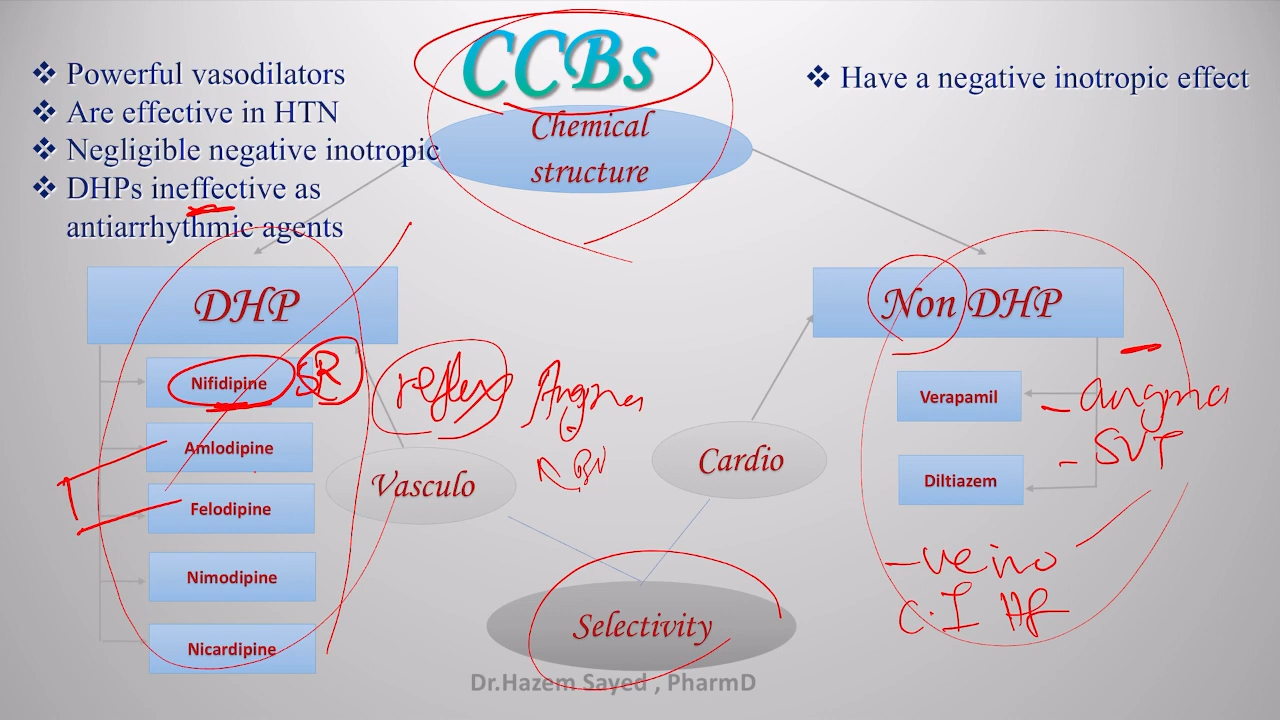 CCBs
Chemical
structure
❖ Powerful vasodilators
❖ Are effective in HTN
❖ Negligible negative inotropic
❖ DHPs ineffective as
antiarrhythmic agents
❖ Have a negative inotropic effect
DHP
Nifidipine
SR
Amlodipine
Felodipine
Nimodipine
Nicardipine
reflex
Angina
Vasculo
Cardio
Non DHP
Verapamil
Diltiazem
- angina
- SVT
C.I HF
Selectivity
Dr.Hazem Sayed , PharmD